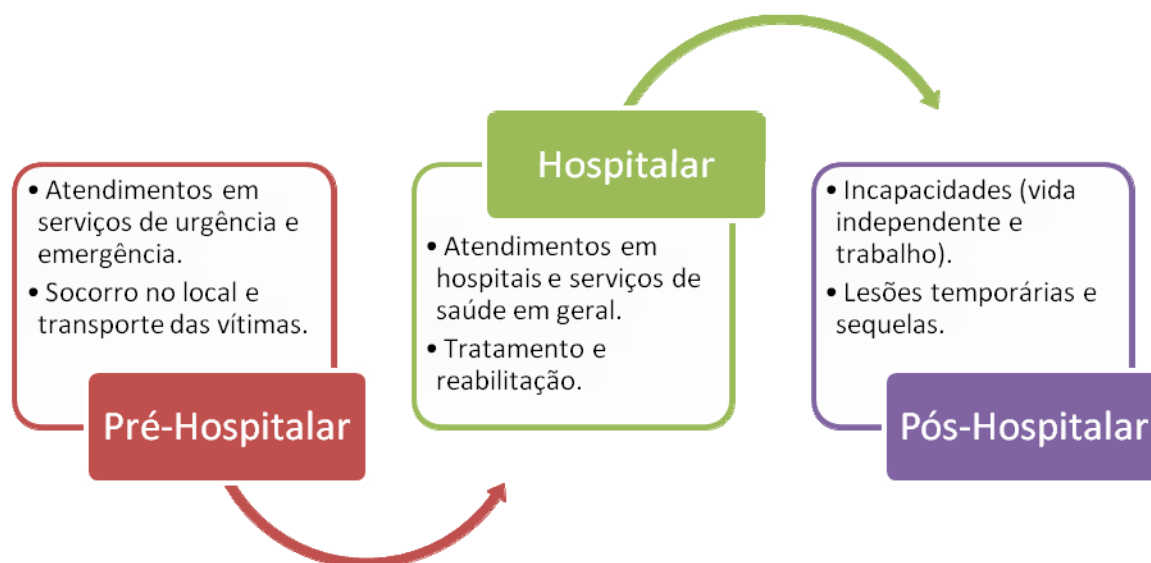 • Atendimentos em
serviços de urgência e
emergência.
• Socorro no local e
transporte das vítimas.
Pré-Hospitalar
Hospitalar
• Atendimentos em
hospitais e serviços de
saúde em geral.
• Tratamento e
reabilitação.
• Incapacidades (vida
independente e
trabalho).
• Lesões temporárias e
sequelas.
Pós-Hospitalar